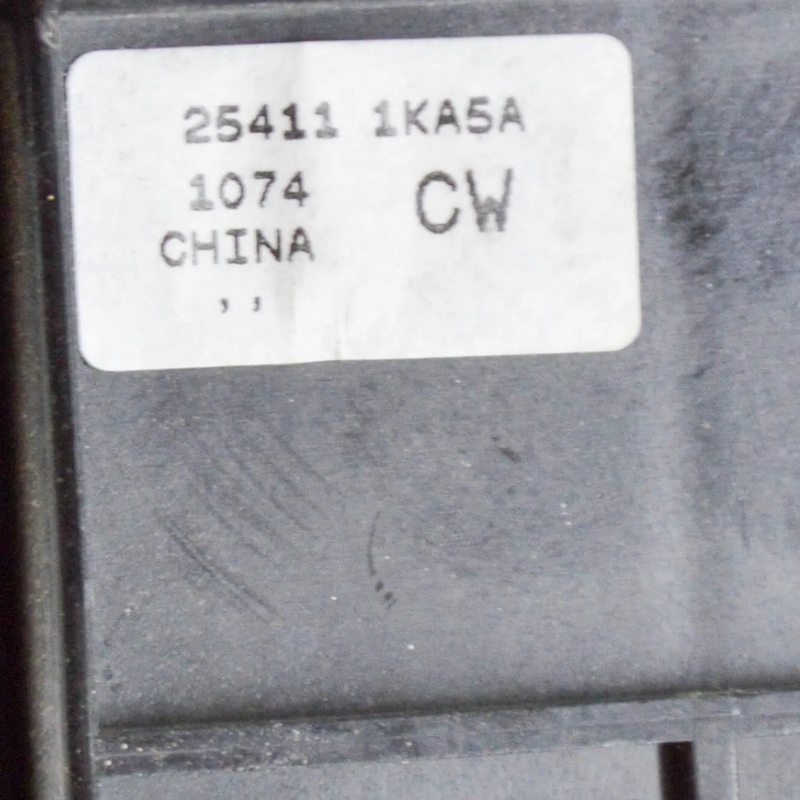 25411 1KA5A
1074 CW
CHINA
, ,